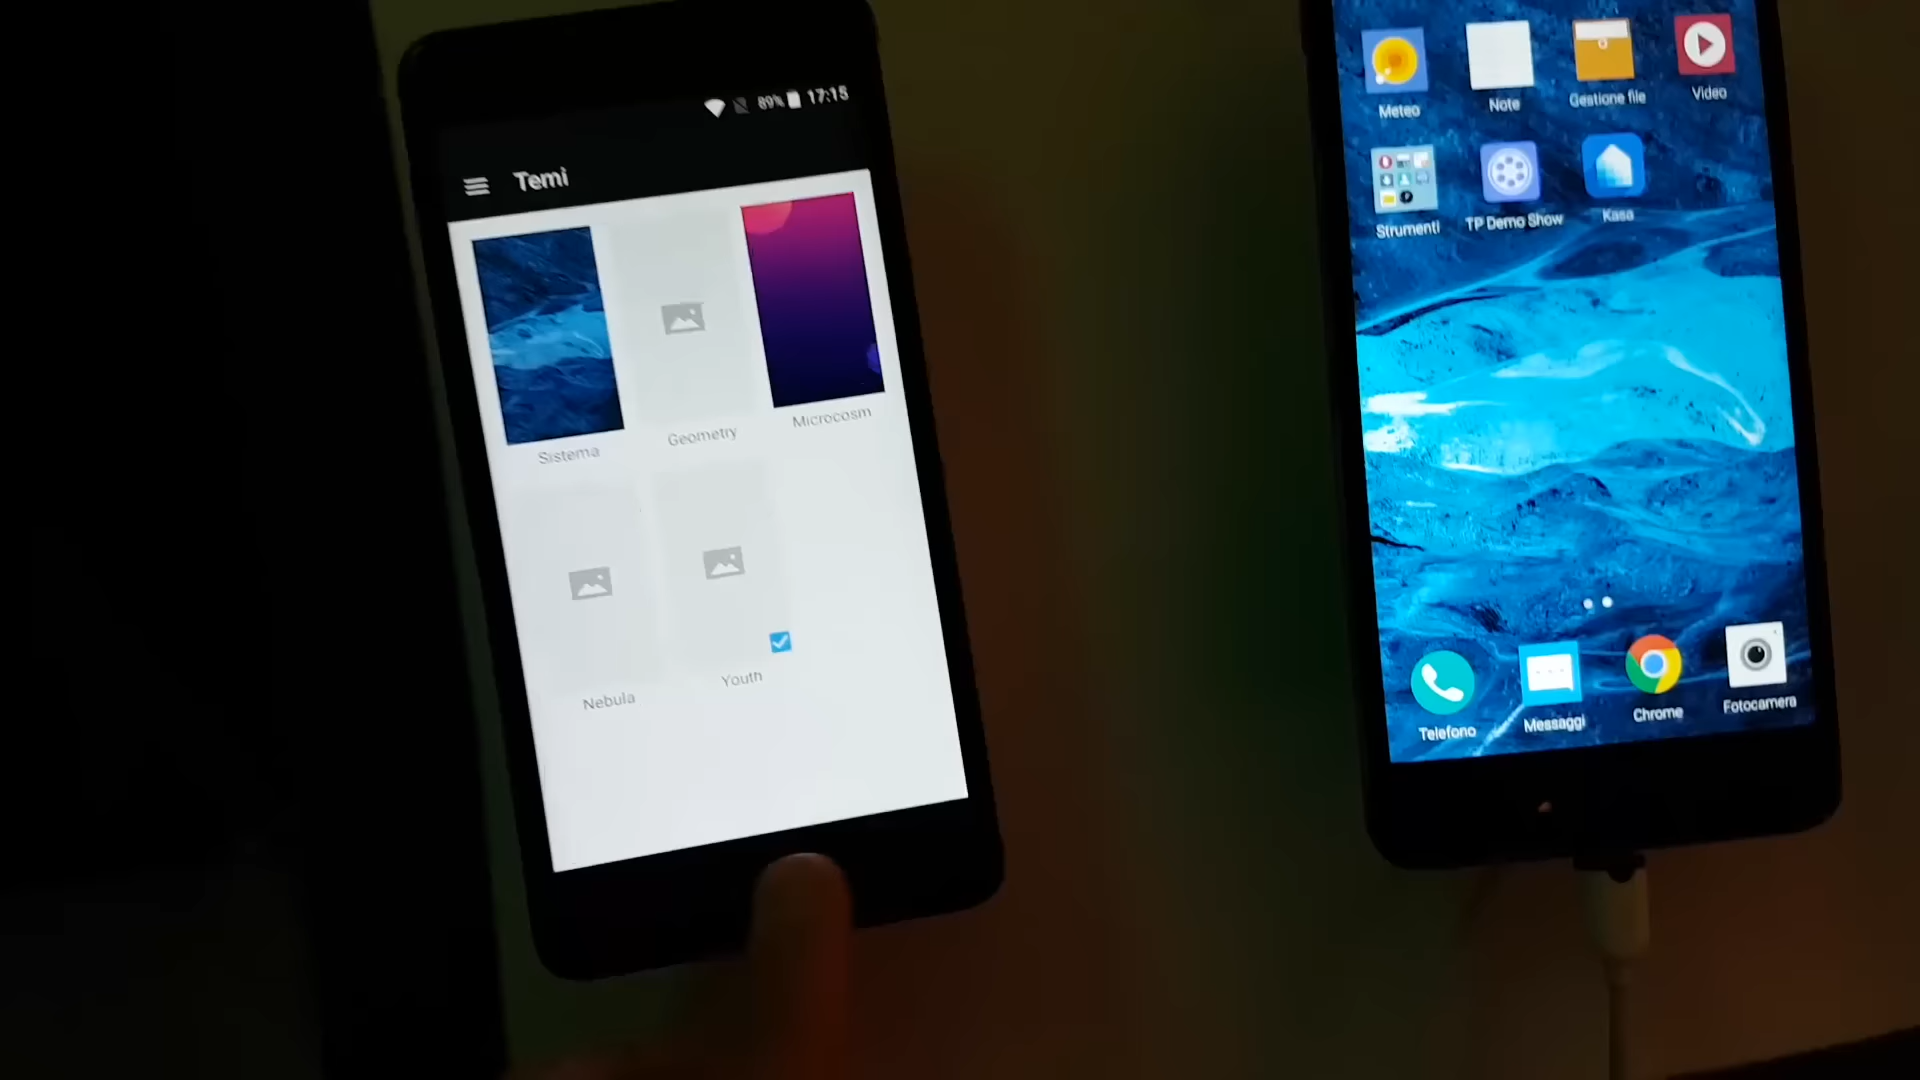 89% 17:15
Temi
Sistema
Geometry
Microcosm
Nebula
Youth
Meteo
Note
Gestione file
Video
Strumenti
TP Demo Show
Kasa
Telefono
Messaggi
Chrome
Fotocamera